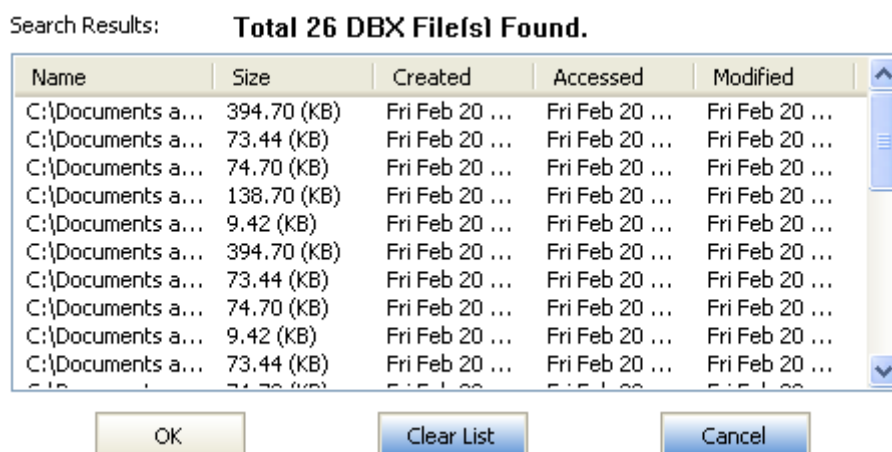 Search Results: Total 26 DBX File(s) Found.
Name Size Created Accessed Modified
C:\Documents a... 394.70 (KB) Fri Feb 20 ... Fri Feb 20 ... Fri Feb 20 ...
C:\Documents a... 73.44 (KB) Fri Feb 20 ... Fri Feb 20 ... Fri Feb 20 ...
C:\Documents a... 74.70 (KB) Fri Feb 20 ... Fri Feb 20 ... Fri Feb 20 ...
C:\Documents a... 138.70 (KB) Fri Feb 20 ... Fri Feb 20 ... Fri Feb 20 ...
C:\Documents a... 9.42 (KB) Fri Feb 20 ... Fri Feb 20 ... Fri Feb 20 ...
C:\Documents a... 394.70 (KB) Fri Feb 20 ... Fri Feb 20 ... Fri Feb 20 ...
C:\Documents a... 73.44 (KB) Fri Feb 20 ... Fri Feb 20 ... Fri Feb 20 ...
C:\Documents a... 74.70 (KB) Fri Feb 20 ... Fri Feb 20 ... Fri Feb 20 ...
C:\Documents a... 9.42 (KB) Fri Feb 20 ... Fri Feb 20 ... Fri Feb 20 ...
C:\Documents a... 73.44 (KB) Fri Feb 20 ... Fri Feb 20 ... Fri Feb 20 ...
OK Clear List Cancel